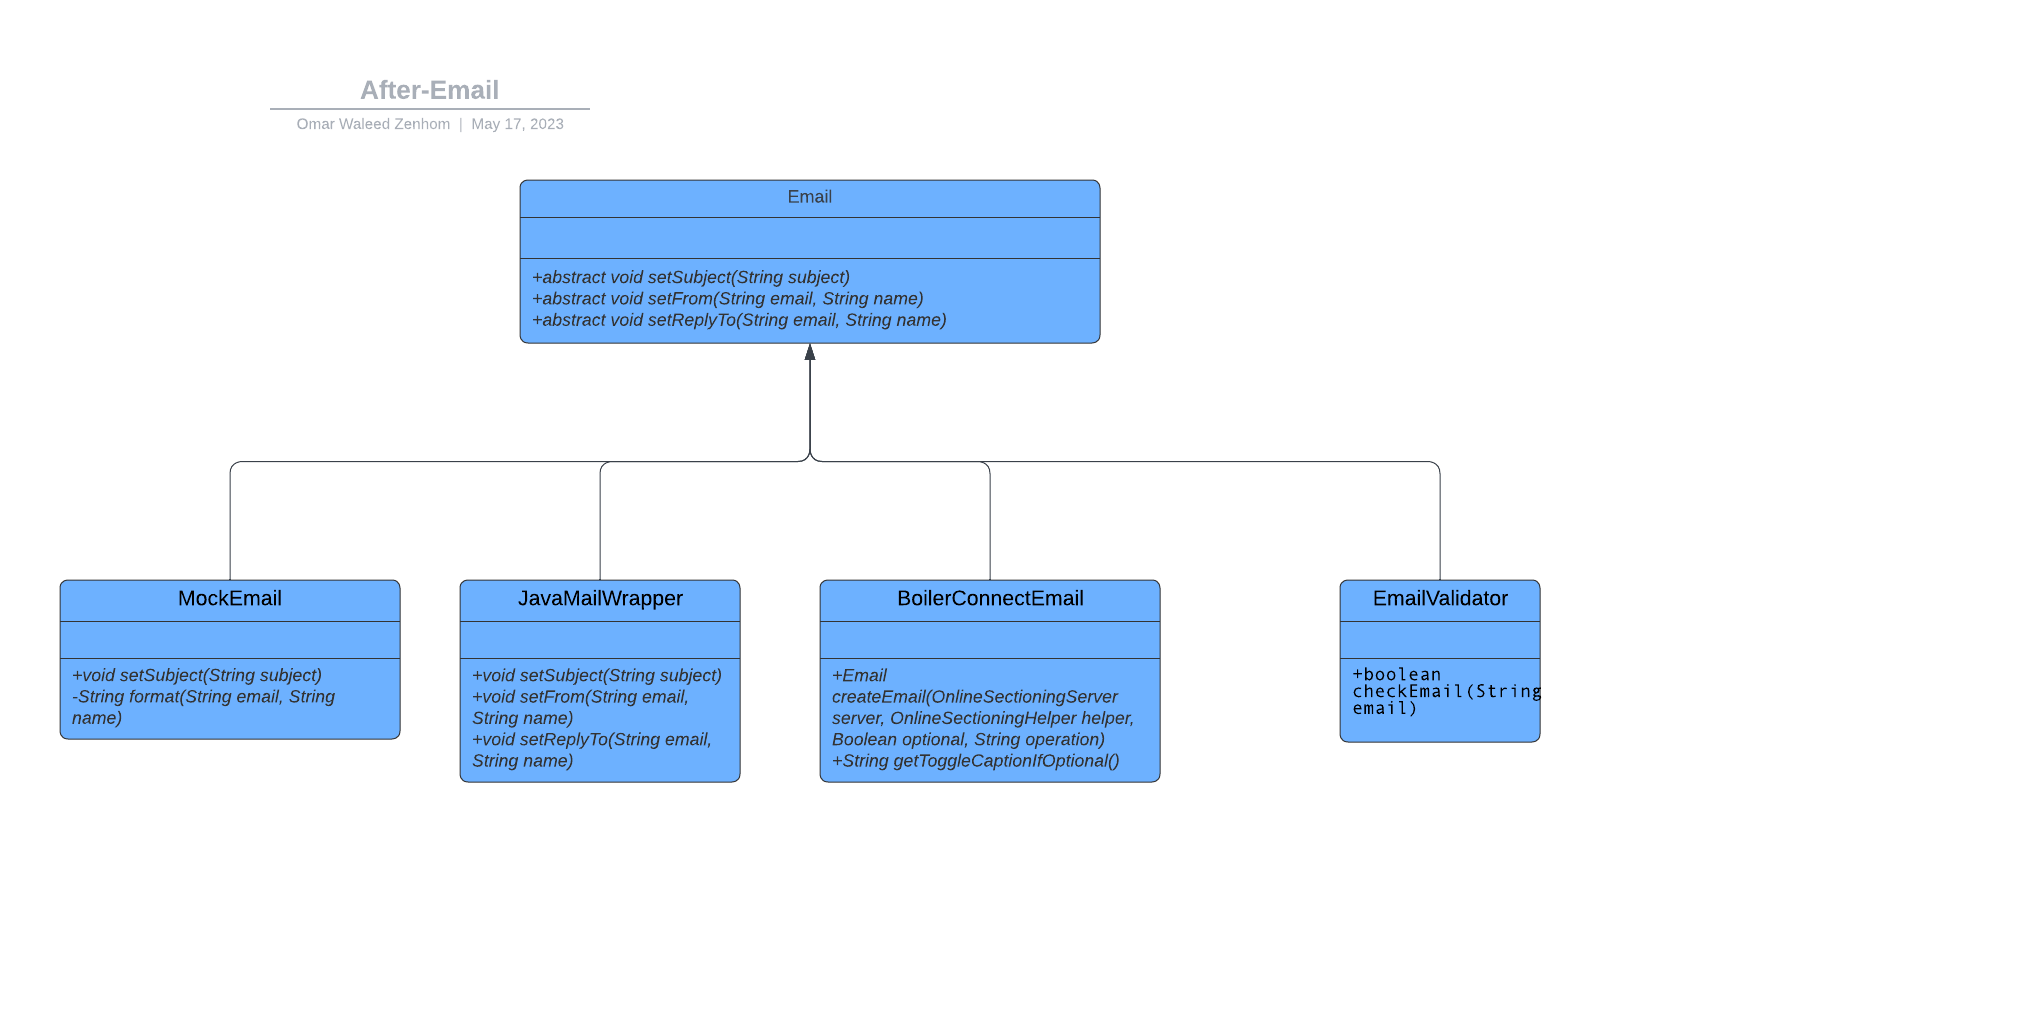 After-Email
Omar Waleed Zenhom | May 17, 2023
Email
+abstract void setSubject(String subject)
+abstract void setFrom(String email, String name)
+abstract void setReplyTo(String email, String name)
MockEmail
+void setSubject(String subject)
-String format(String email, String
name)
JavaMailWrapper
+void setSubject(String subject)
+void setFrom(String email,
String name)
+void setReplyTo(String email,
String name)
BoilerConnectEmail
+Email
createEmail(OnlineSectioningServer
server, OnlineSectioningHelper helper,
Boolean optional, String operation)
+String getToggleCaptionIfOptional()
EmailValidator
+boolean
checkEmail(String
email)